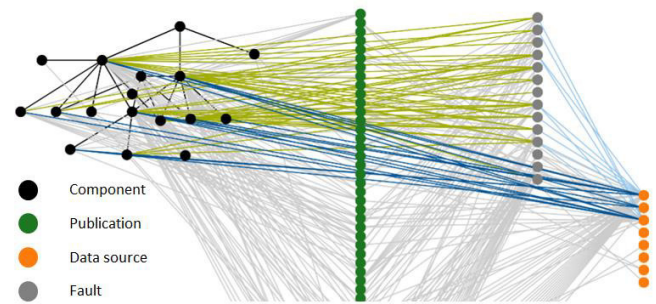 Component
Publication
Data source
Fault